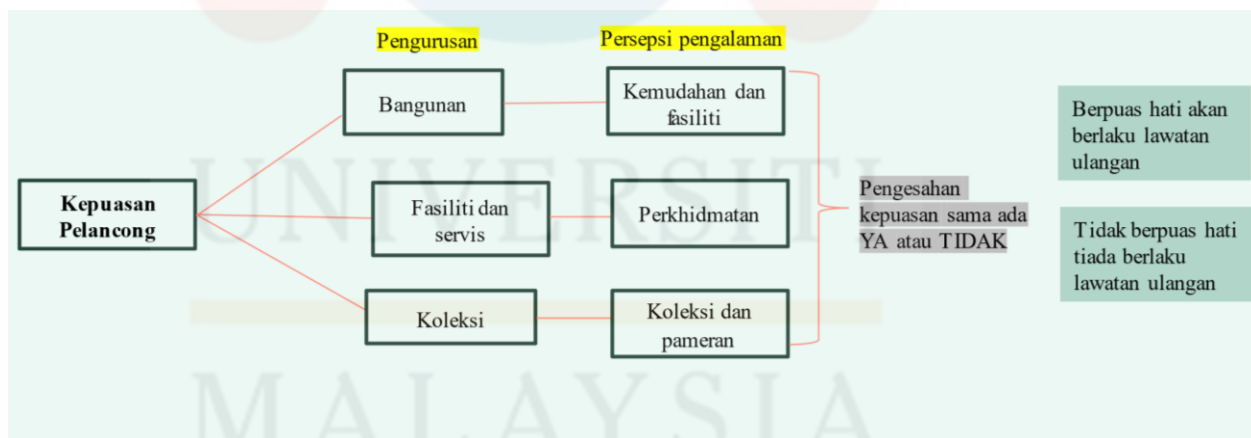 Pengurusan
Persepsi pengalaman
Bangunan
Kemudahan dan
fasiliti
Berpuas hati akan
berlaku lawatan
ulangan
UNIVERSITI
Kepuasan
Pelancong
Fasiliti dan
servis
Perkhidmatan
Pengesahan
kepuasan sama ada
YA atau TIDAK
Tidak berpuas hati
tiada berlaku
lawatan ulangan
Koleksi
Koleksi dan
pameran
MALAYSIA